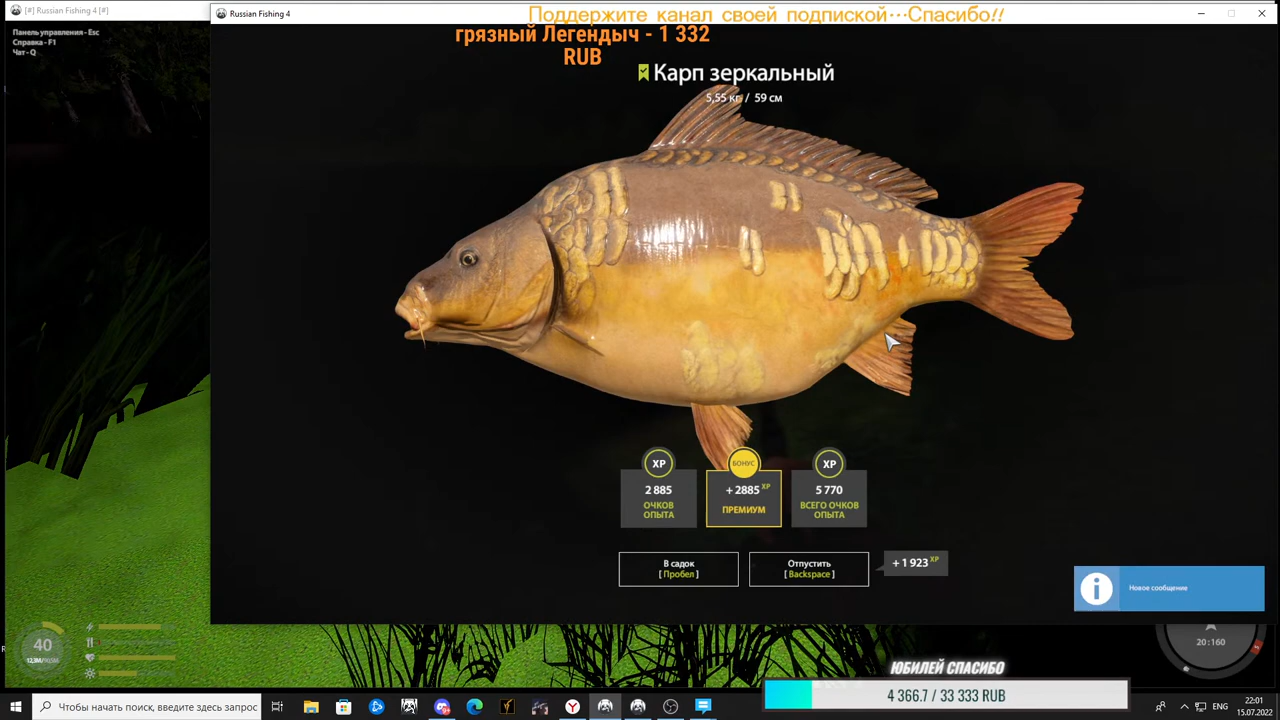 [#] Russian Fishing 4 [#]
Панель управления - Esc
Справка - F1
Чат - Q
Russian Fishing 4
Поддержите канал своей подпиской...Спасибо!!
грязный Легендыч - 1 332
RUB
Карп зеркальный
5,55 кг / 59 см
XP
2 885
ОЧКОВ
ОПЫТА
БОНУС
+ 2885 XP
ПРЕМИУМ
XP
5 770
ВСЕГО ОЧКОВ
ОПЫТА
В садок
[ Пробел ]
Отпустить
[ Backspace ]
+ 1 923 XP
Новое сообщение
40
20:160
ЮБИЛЕЙ СПАСИБО
4 366.7 / 33 333 RUB
Чтобы начать поиск, введите здесь запрос
ENG
22:01
15.07.2022